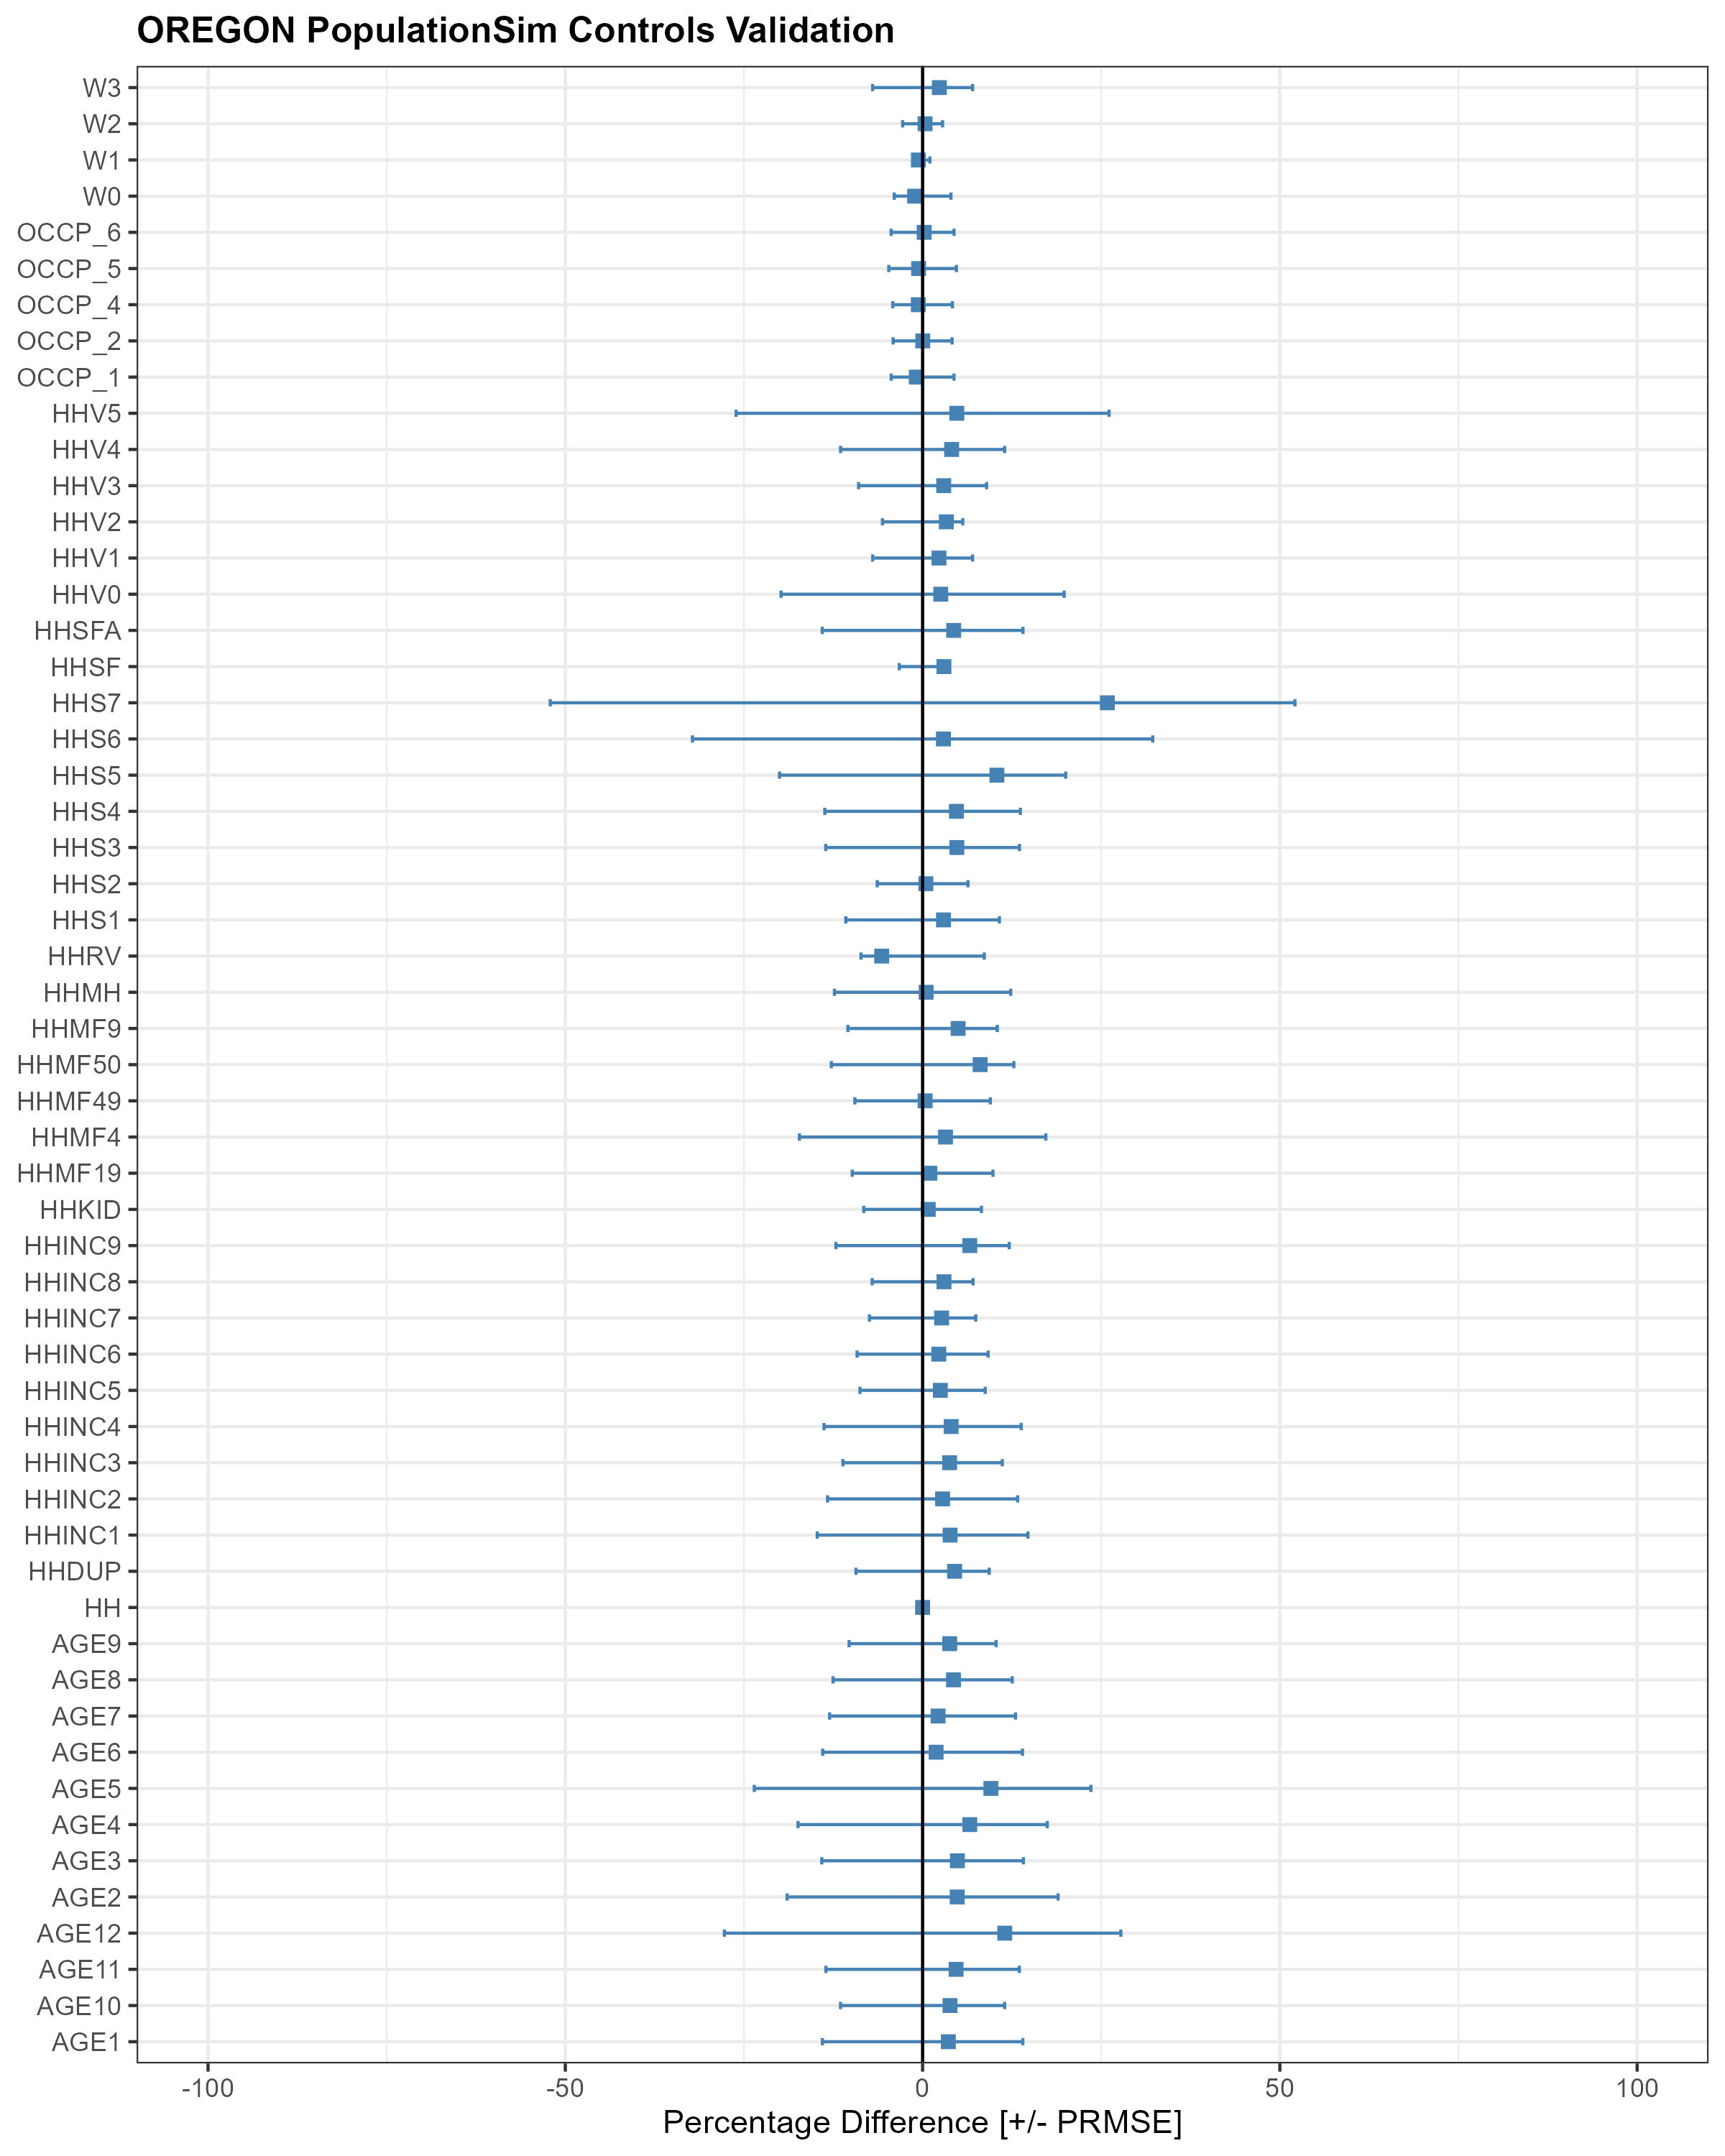 OREGON PopulationSim Controls Validation
W3
W2
W1
W0
OCCP_6
OCCP_5
OCCP_4
OCCP_2
OCCP_1
HHV5
HHV4
HHV3
HHV2
HHV1
HHV0
HHSFA
HHSF
HHS7
HHS6
HHS5
HHS4
HHS3
HHS2
HHS1
HHRV
HHMH
HHMF9
HHMF50
HHMF49
HHMF4
HHMF19
HHKID
HHINC9
HHINC8
HHINC7
HHINC6
HHINC5
HHINC4
HHINC3
HHINC2
HHINC1
HHDUP
HH
AGE9
AGE8
AGE7
AGE6
AGE5
AGE4
AGE3
AGE2
AGE12
AGE11
AGE10
AGE1
-100 -50 0 50 100
Percentage Difference [+/- PRMSE]